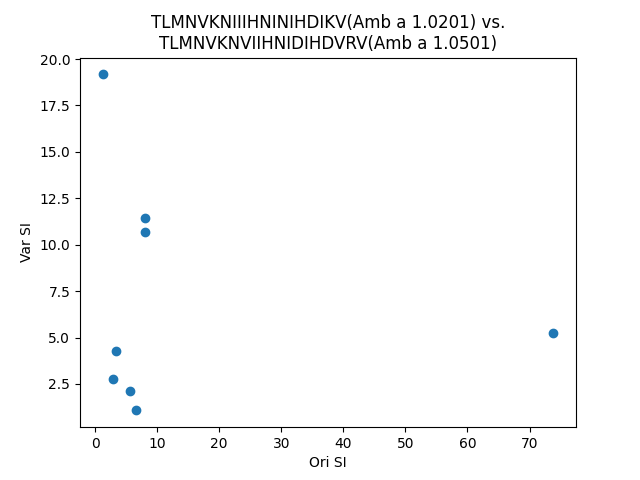 TLMNVKNIIIHNINIHDIKV(Amb a 1.0201) vs.
TLMNVKNVIIHNIDIHDVRV(Amb a 1.0501)
20.0
17.5
15.0
12.5
10.0
7.5
5.0
2.5
Var SI
0 10 20 30 40 50 60 70
Ori SI